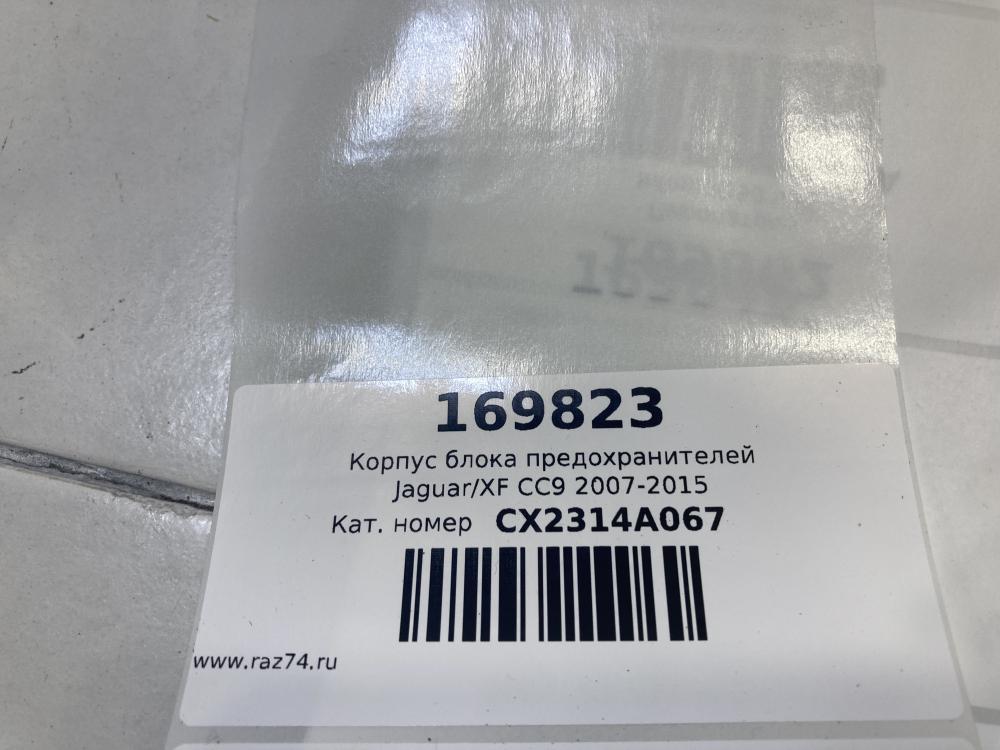 169823
Корпус блока предохранителей
Jaguar/XF CC9 2007-2015
Кат. номер CX2314A067
www.raz74.ru